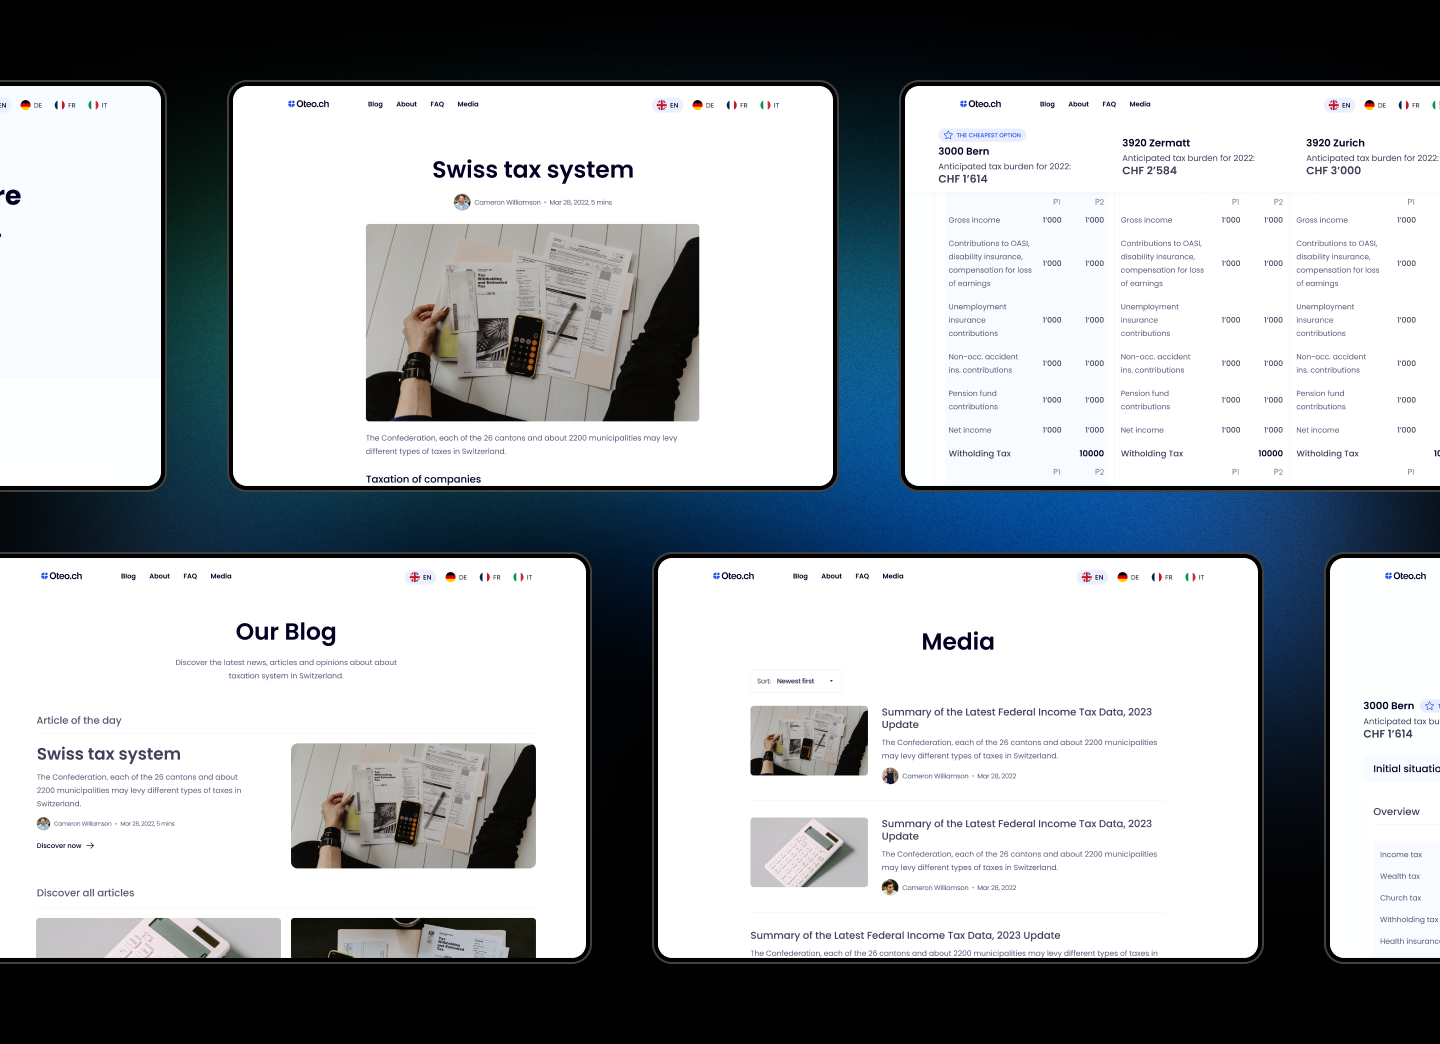 EN DE FR IT
re
.
Oteo.ch Blog About FAQ Media EN DE FR IT
Swiss tax system
Cameron Williamson • Mar 28, 2022, 5 mins
Tax
Withholding
and Estimated
Tax
The Confederation, each of the 26 cantons and about 2200 municipalities may levy
different types of taxes in Switzerland.
Taxation of companies
Oteo.ch Blog About FAQ Media EN DE FR
THE CHEAPEST OPTION
3000 Bern
Anticipated tax burden for 2022:
CHF 1'614
3920 Zermatt
Anticipated tax burden for 2022:
CHF 2'584
3920 Zurich
Anticipated tax burden for 2022:
CHF 3'000
P1 P2 P1 P2 P1
Gross income 1'000 1'000 Gross income 1'000 1'000 Gross income 1'000
Contributions to OASI, Contributions to OASI, Contributions to OASI,
disability insurance, disability insurance, disability insurance,
compensation for loss 1'000 1'000 compensation for loss 1'000 1'000 compensation for loss 1'000
of earnings of earnings of earnings
Unemployment Unemployment Unemployment
insurance 1'000 1'000 insurance 1'000 1'000 insurance 1'000
contributions contributions contributions
Non-occ. accident Non-occ. accident Non-occ. accident
ins. contributions 1'000 1'000 ins. contributions 1'000 1'000 ins. contributions 1'000
Pension fund Pension fund Pension fund
contributions 1'000 1'000 contributions 1'000 1'000 contributions 1'000
Net income 1'000 1'000 Net income 1'000 1'000 Net income 1'000
Witholding Tax 10000 Witholding Tax 10000 Witholding Tax
P1 P2 P1 P2 P1
Oteo.ch Blog About FAQ Media EN DE FR IT
Our Blog
Discover the latest news, articles and opinions about about
taxation system in Switzerland.
Article of the day
Swiss tax system
The Confederation, each of the 26 cantons and about
2200 municipalities may levy different types of taxes in
Switzerland.
Cameron Williamson • Mar 28, 2022, 5 mins
Discover now
Discover all articles
Oteo.ch Blog About FAQ Media EN DE FR IT
Media
Sort: Newest first
Summary of the Latest Federal Income Tax Data, 2023
Update
The Confederation, each of the 26 cantons and about 2200 municipalities
may levy different types of taxes in Switzerland.
Cameron Williamson • Mar 28, 2022
Summary of the Latest Federal Income Tax Data, 2023
Update
The Confederation, each of the 26 cantons and about 2200 municipalities
may levy different types of taxes in Switzerland.
Cameron Williamson • Mar 28, 2022
Summary of the Latest Federal Income Tax Data, 2023 Update
The Confederation, each of the 26 cantons and about 2200 municipalities may levy different types of taxes in
Oteo.ch
3000 Bern
Anticipated tax bu
CHF 1'614
Initial situatio
Overview
Income tax
Wealth tax
Church tax
Withholding tax
Health insurance